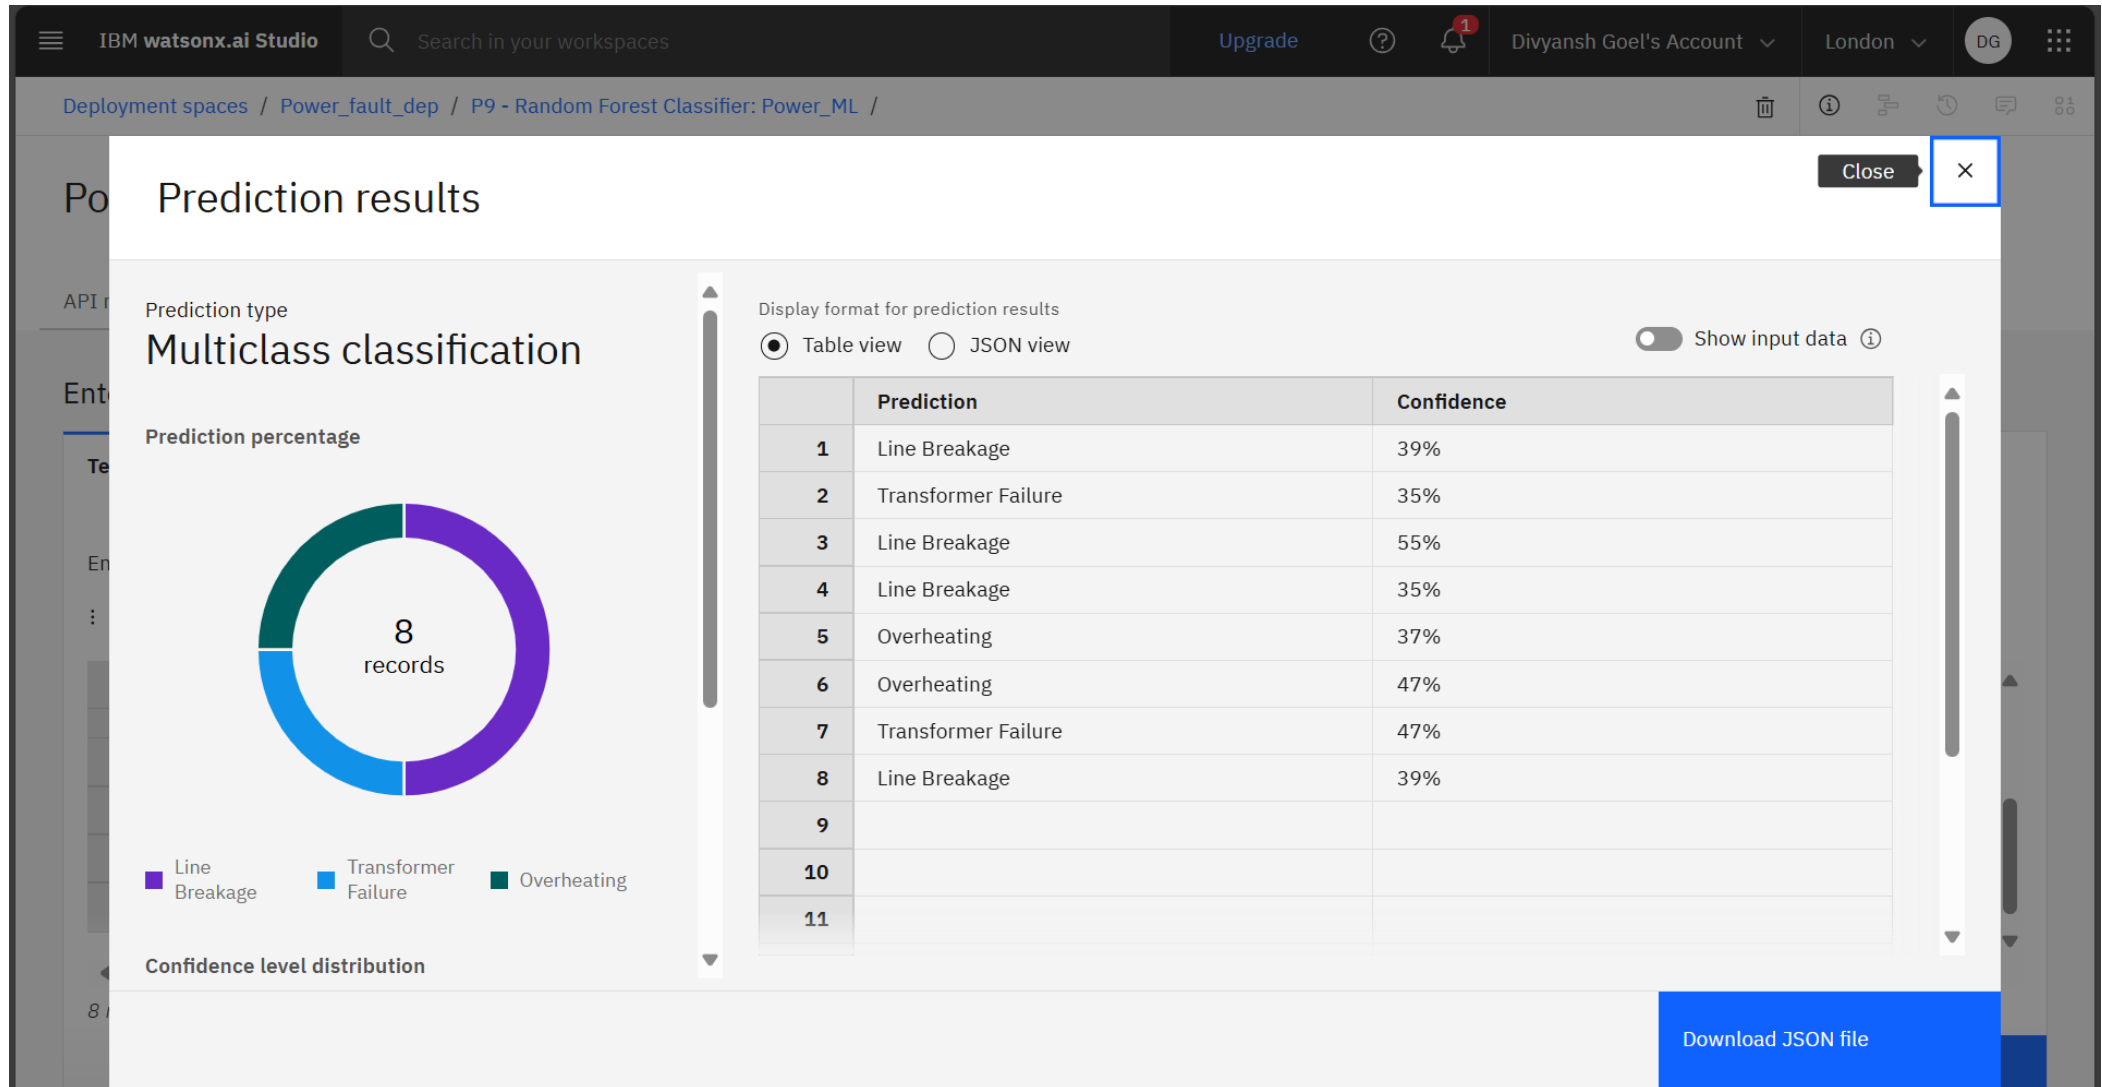 IBM watsonx.ai Studio
Search in your workspaces
Upgrade
1
Divyansh Goel's Account
London
DG
Deployment spaces / Power_fault_dep / P9 - Random Forest Classifier: Power_ML /
Po
Prediction results
Close
API r
Prediction type
Multiclass classification
Display format for prediction results
Table view
JSON view
Show input data
Ent
Prediction percentage
Te
En
8
records
Line
Breakage
Transformer
Failure
Overheating
Confidence level distribution
Prediction Confidence
1 Line Breakage 39%
2 Transformer Failure 35%
3 Line Breakage 55%
4 Line Breakage 35%
5 Overheating 37%
6 Overheating 47%
7 Transformer Failure 47%
8 Line Breakage 39%
9
10
11
8 r
Download JSON file